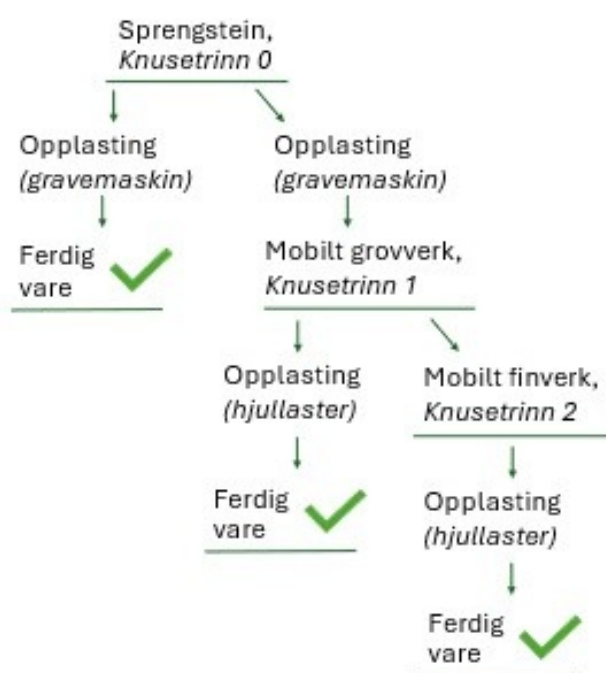 Sprengstein,
Knusetrinn 0
Opplasting
(gravemaskin)
Opplasting
(gravemaskin)
Ferdig
vare
Mobilt grovverk,
Knusetrinn 1
Opplasting
(hjullaster)
Mobilt finverk,
Knusetrinn 2
Ferdig
vare
Opplasting
(hjullaster)
Ferdig
vare